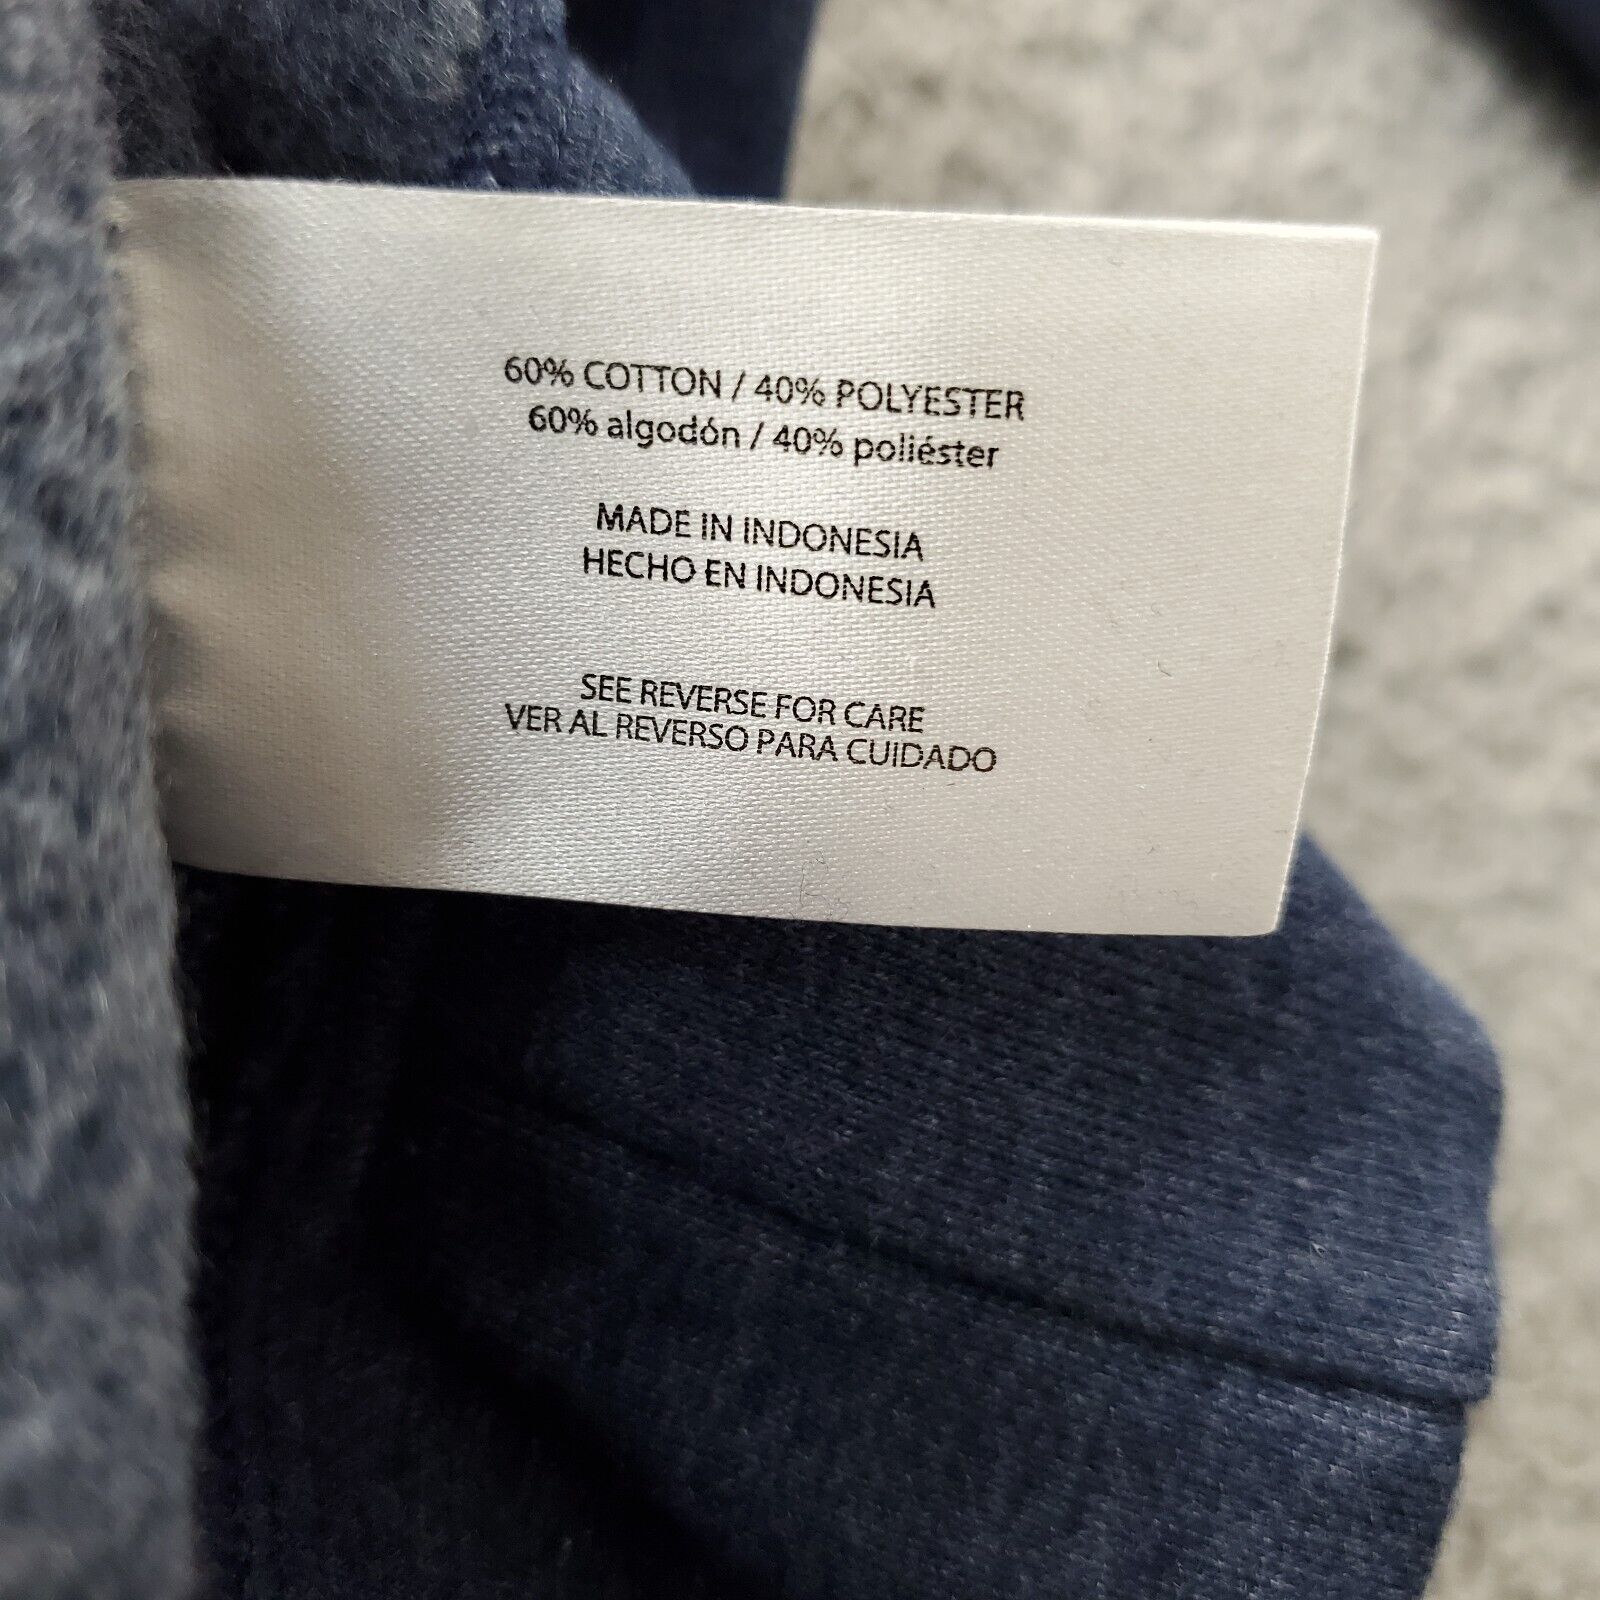 60% COTTON / 40% POLYESTER
60% algodón / 40% poliéster
MADE IN INDONESIA
HECHO EN INDONESIA
SEE REVERSE FOR CARE
VER AL REVERSO PARA CUIDADO